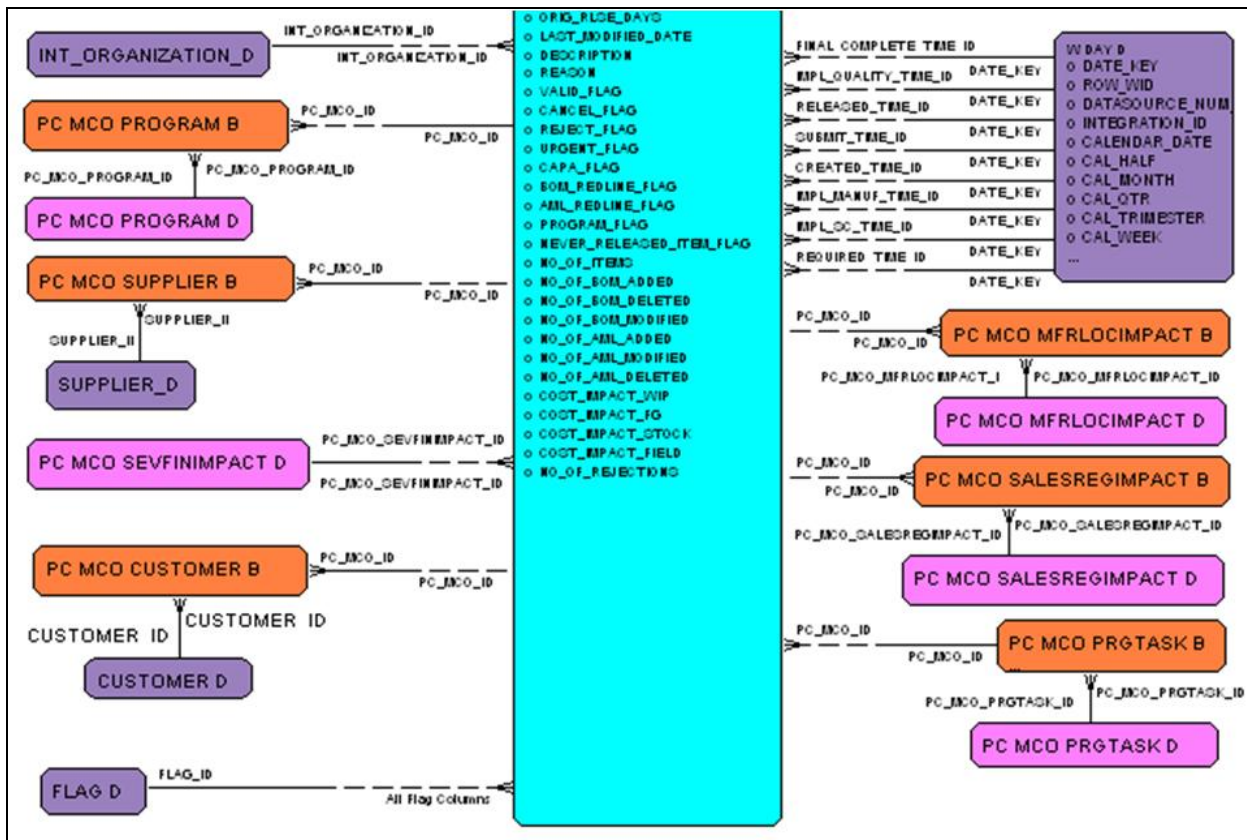 INT_ORGANIZATION_D
INT_ORGANIZATION_ID
INT_ORGANIZATION_ID
PC MCO PROGRAM B
PC_MCO_ID
PC_MCO_ID
PC_MCO_PROGRAM_ID
PC_MCO_PROGRAM_ID
PC MCO PROGRAM D
PC MCO SUPPLIER B
PC_MCO_ID
PC_MCO_ID
SUPPLIER_II
SUPPLIER_II
SUPPLIER_D
PC MCO SEVFINIMPACT D
PC_MCO_SEVFINIMPACT_ID
PC_MCO_SEVFINIMPACT_ID
PC MCO CUSTOMER B
PC_MCO_ID
PC_MCO_ID
CUSTOMER ID
CUSTOMER ID
CUSTOMER D
FLAG D
FLAG_ID
All Flag Columns
ORIG_RLSE_DAYS
LAST_MODIFIED_DATE
DESCRIPTION
REASON
VALID_FLAG
CANCEL_FLAG
REJECT_FLAG
URGENT_FLAG
CAPA_FLAG
BOM_REDLINE_FLAG
AML_REDLINE_FLAG
PROGRAM_FLAG
NEVER_RELEASED_ITEM_FLAG
NO_OF_ITEMS
NO_OF_BOM_ADDED
NO_OF_BOM_DELETED
NO_OF_BOM_MODIFIED
NO_OF_AML_ADDED
NO_OF_AML_MODIFIED
NO_OF_AML_DELETED
COST_IMPACT_WIP
COST_IMPACT_FG
COST_IMPACT_STOCK
COST_IMPACT_FIELD
NO_OF_REJECTIONS
FINAL COMPLETE TIME ID
DATE_KEY
IMPL_QUALITY_TIME_ID
DATE_KEY
RELEASED_TIME_ID
DATE_KEY
SUBMIT_TIME_ID
DATE_KEY
CREATED_TIME_ID
DATE_KEY
IMPL_MANUF_TIME_ID
DATE_KEY
IMPL_SC_TIME_ID
DATE_KEY
REQUIRED TIME ID
DATE_KEY
W DAY D
DATE_KEY
ROW_WID
DATASOURCE_NUM_
INTEGRATION_ID
CALENDAR_DATE
CAL_HALF
CAL_MONTH
CAL_QTR
CAL_TRIMESTER
CAL_WEEK
...
PC_MCO_ID
PC_MCO_ID
PC MCO MFRLOCIMPACT B
PC_MCO_MFRLOCIMPACT_I
PC_MCO_MFRLOCIMPACT_ID
PC MCO MFRLOCIMPACT D
PC_MCO_ID
PC_MCO_ID
PC MCO SALESREGIMPACT B
PC_MCO_SALESREGIMPACT_ID
PC_MCO_SALESREGIMPACT_ID
PC MCO SALESREGIMPACT D
PC_MCO_ID
PC_MCO_ID
PC MCO PRGTASK B
...
PC_MCO_PRGTASK_ID
PC_MCO_PRGTASK_ID
PC MCO PRGTASK D